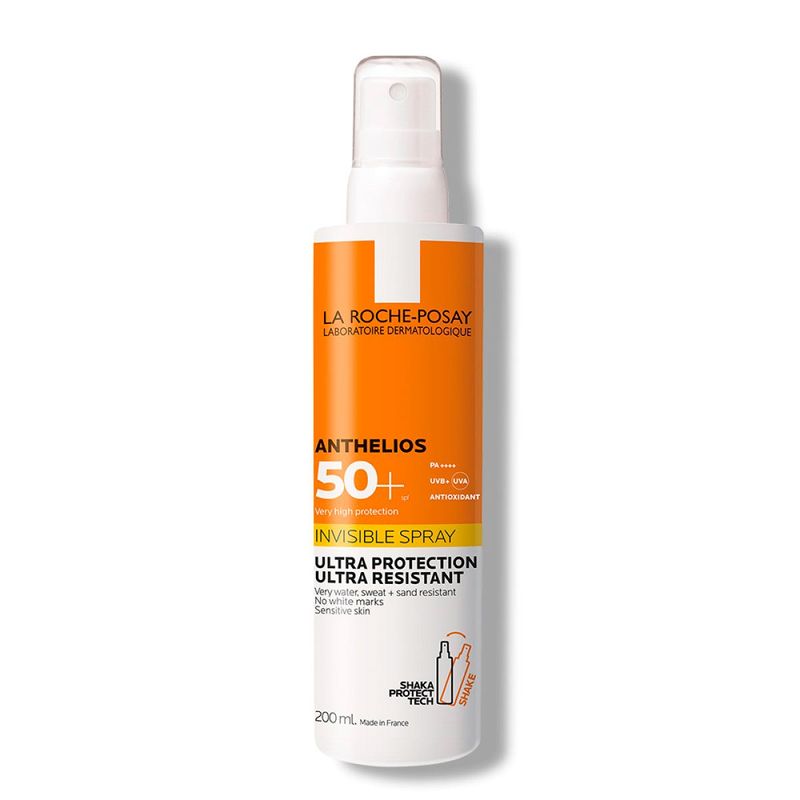 LA ROCHE-POSAY
LABORATOIRE DERMATOLOGIQUE
ANTHELIOS
50+
spf
Very high protection
PA ++++
UVB+ UVA
ANTIOXIDANT
INVISIBLE SPRAY
ULTRA PROTECTION
ULTRA RESISTANT
Very water, sweat + sand resistant
No white marks
Sensitive skin
SHAKA
PROTECT
TECH
SHAKE
200 ml. Made in France